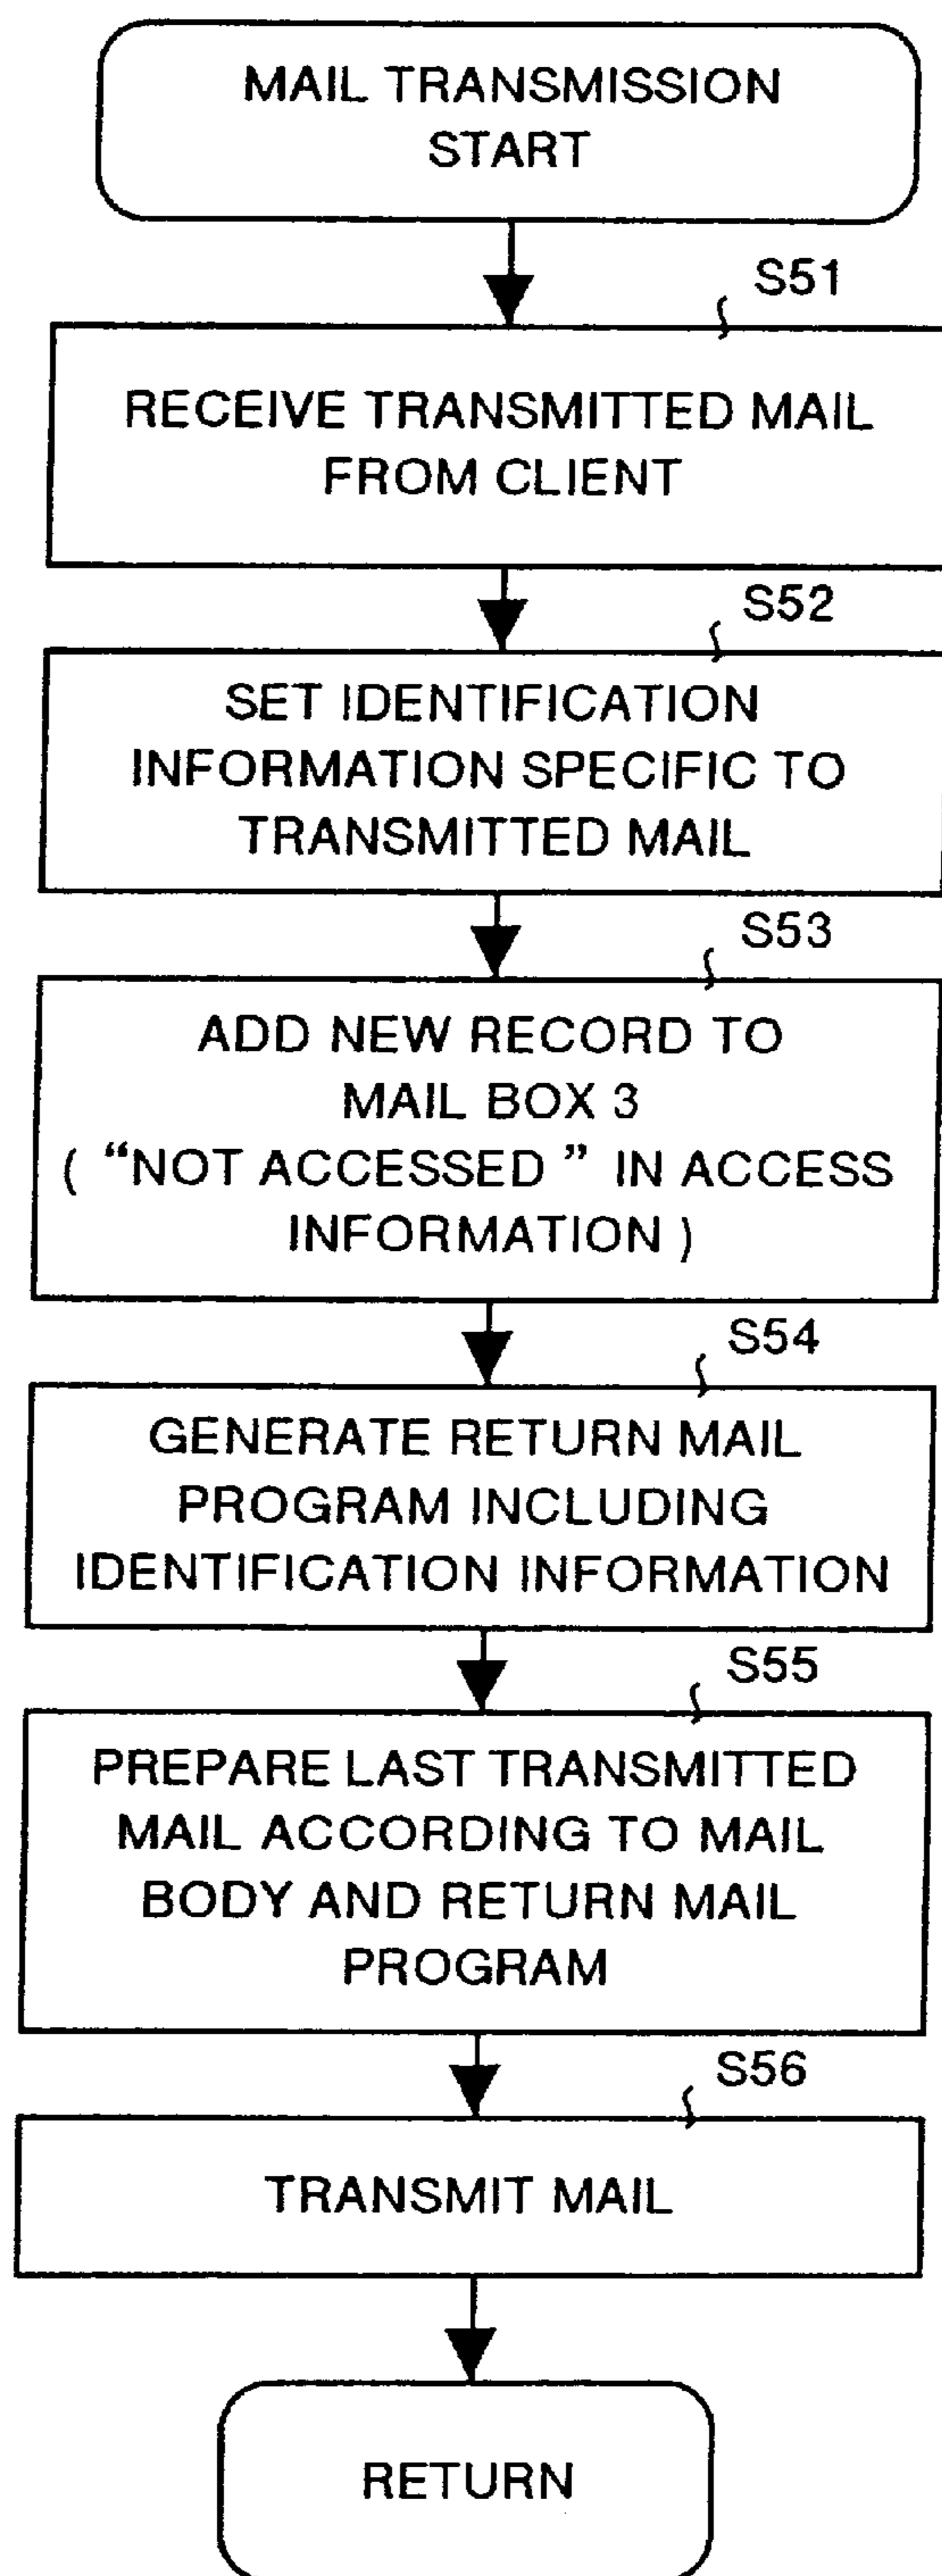 MAIL TRANSMISSION
START
S51
RECEIVE TRANSMITTED MAIL
FROM CLIENT
S52
SET IDENTIFICATION
INFORMATION SPECIFIC TO
TRANSMITTED MAIL
S53
ADD NEW RECORD TO
MAIL BOX 3
( “NOT ACCESSED ” IN ACCESS
INFORMATION )
S54
GENERATE RETURN MAIL
PROGRAM INCLUDING
IDENTIFICATION INFORMATION
S55
PREPARE LAST TRANSMITTED
MAIL ACCORDING TO MAIL
BODY AND RETURN MAIL
PROGRAM
S56
TRANSMIT MAIL
RETURN